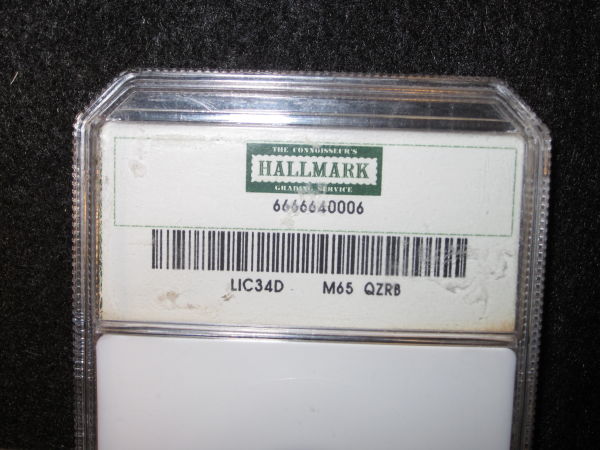 THE CONNOISSEUR'S
HALLMARK
GRADING SERVICE
6666640006
LIC34D M65 QZRB